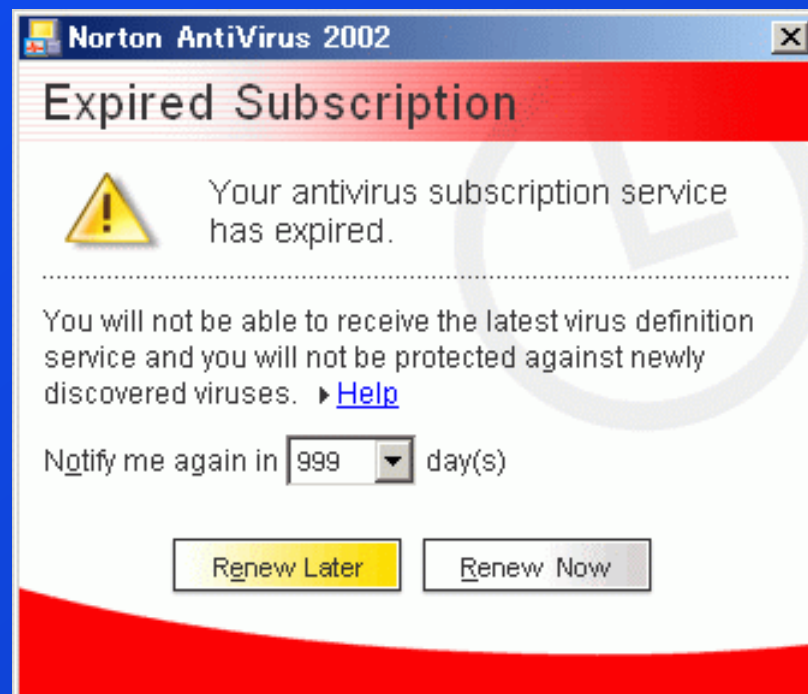 Norton AntiVirus 2002
Expired Subscription
Your antivirus subscription service
has expired.
You will not be able to receive the latest virus definition
service and you will not be protected against newly
discovered viruses. Help
Notify me again in 999 day(s)
Renew Later Renew Now